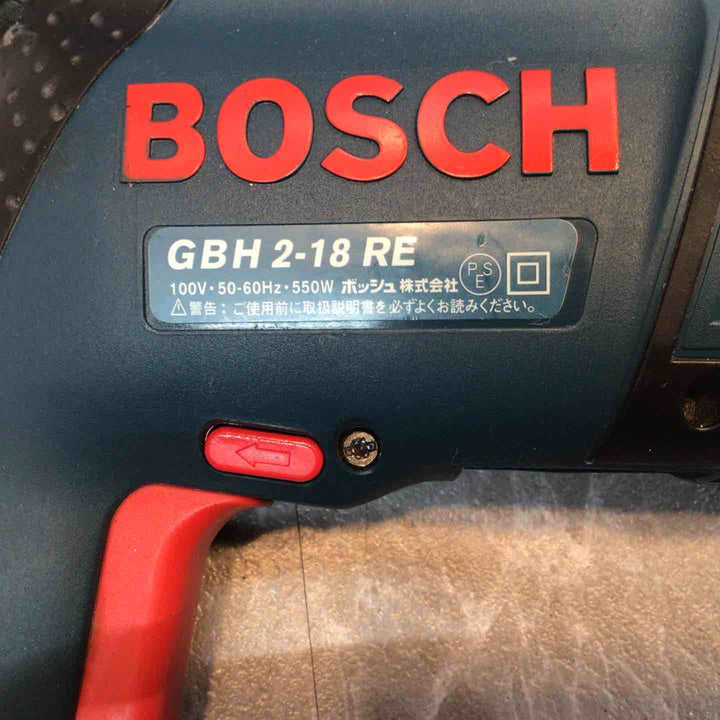 BOSCH
GBH 2-18 RE
100V・50-60Hz・550W ボッシュ株式会社
PSE
⚠警告：ご使用前に取扱説明書を必ずよくお読みください。